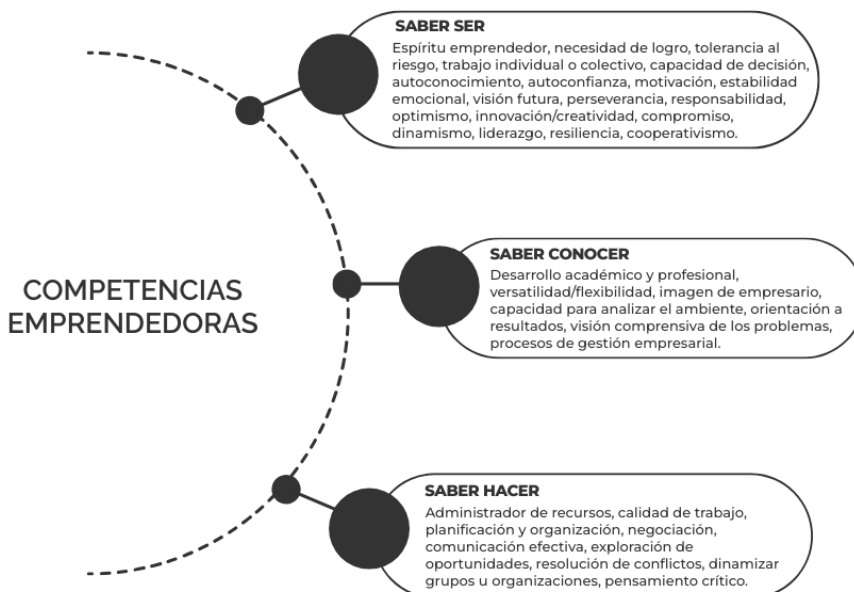 COMPETENCIAS
EMPRENDEDORAS
SABER SER
Espíritu emprendedor, necesidad de logro, tolerancia al
riesgo, trabajo individual o colectivo, capacidad de decisión,
autoconocimiento, autoconfianza, motivación, estabilidad
emocional, visión futura, perseverancia, responsabilidad,
optimismo, innovación/creatividad, compromiso,
dinamismo, liderazgo, resiliencia, cooperativismo.
SABER CONOCER
Desarrollo académico y profesional,
versatilidad/flexibilidad, imagen de empresario,
capacidad para analizar el ambiente, orientación a
resultados, visión comprensiva de los problemas,
procesos de gestión empresarial.
SABER HACER
Administrador de recursos, calidad de trabajo,
planificación y organización, negociación,
comunicación efectiva, exploración de
oportunidades, resolución de conflictos, dinamizar
grupos u organizaciones, pensamiento crítico.